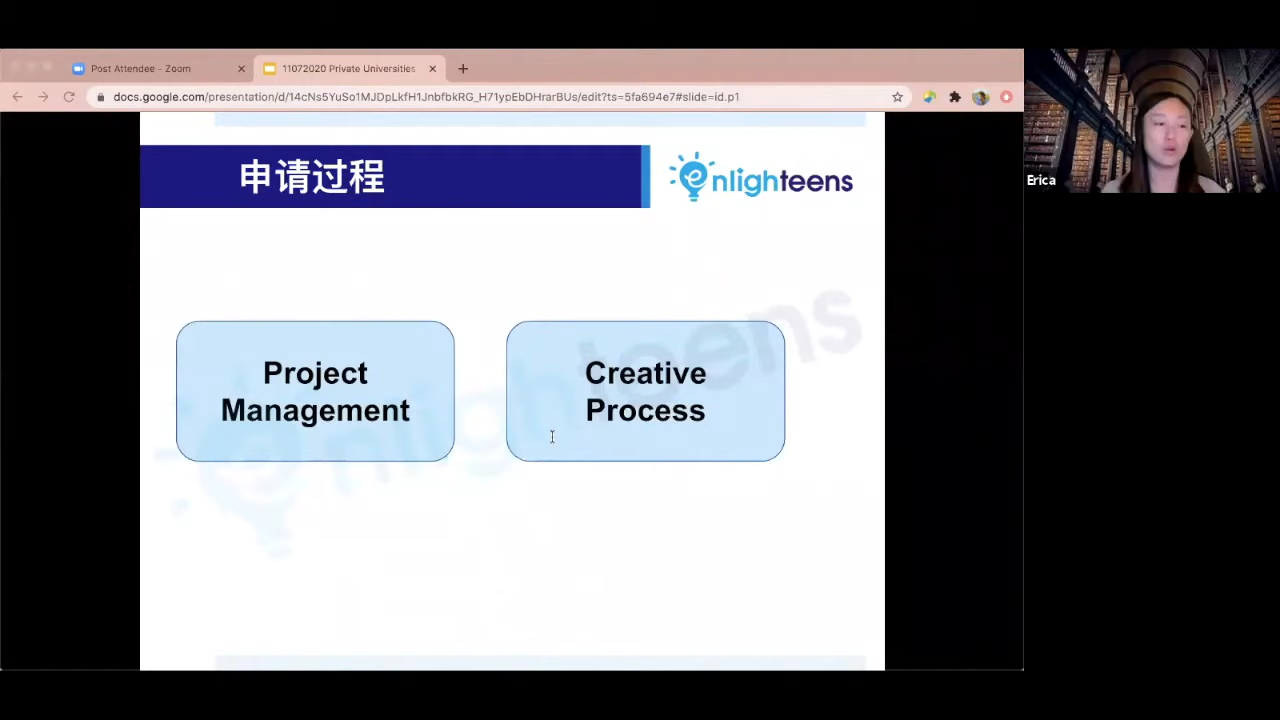 Post Attendee - Zoom
11072020 Private Universities
docs.google.com/presentation/d/14cNs5YuSo1MJDpLkfH1JnbfbkRG_H71ypEbDHrarBUs/edit?ts=5fa694e7#slide=id.p1
Erica
申请过程
enlighteens
Project
Management
Creative
Process
enlighteens